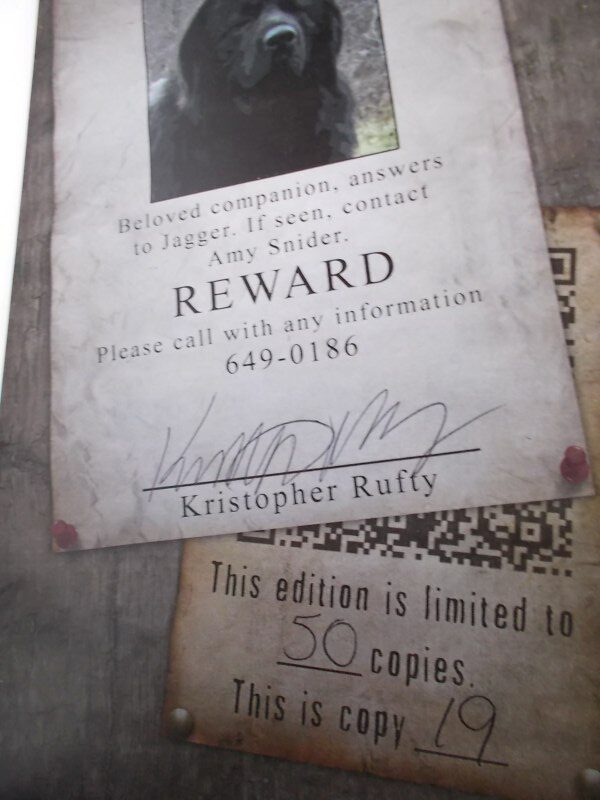 Beloved companion, answers
to Jagger. If seen, contact
Amy Snider.
REWARD
Please call with any information
649-0186
Kristopher Rufty
This edition is limited to
50 copies.
This is copy 19